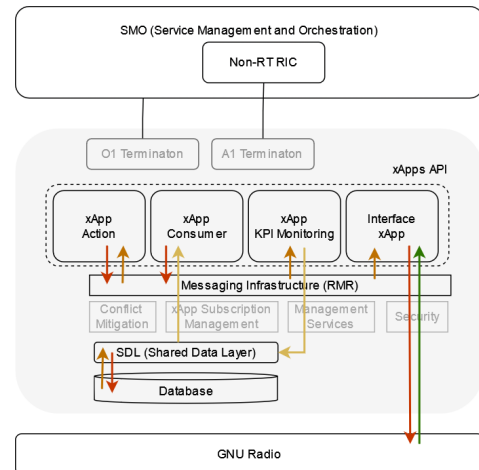 SMO (Service Management and Orchestration)
Non-RT RIC
O1 Terminaton
A1 Terminaton
xApps API
xApp
Action
xApp
Consumer
xApp
KPI Monitoring
Interface
xApp
Messaging Infrastructure (RMR)
Conflict
Mitigation
xApp Subscription
Management
Management
Services
Security
SDL (Shared Data Layer)
Database
GNU Radio